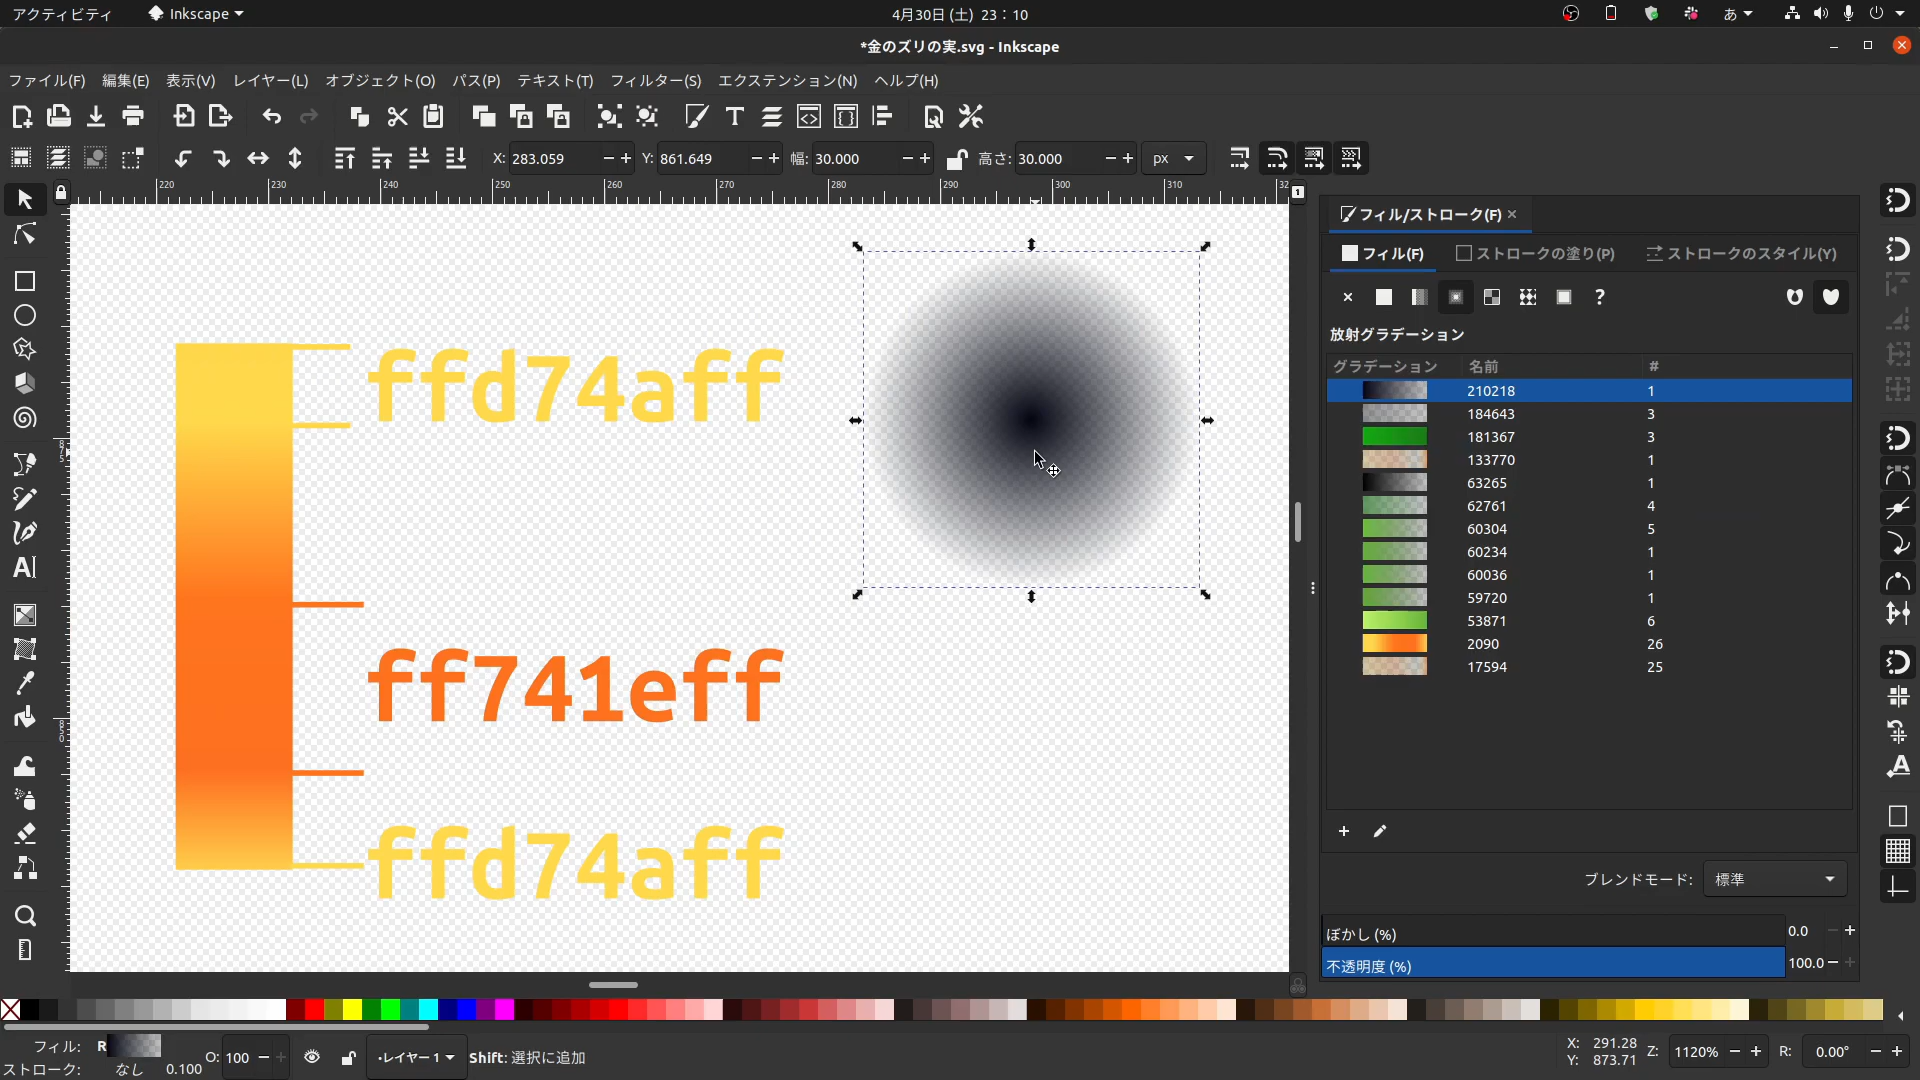 アクティビティ
Inkscape
4月30日 (土) 23：10
あ
*金のズリの実.svg - Inkscape
ファイル(F) 編集(E) 表示(V) レイヤー(L) オブジェクト(O) パス(P) テキスト(T) フィルター(S) エクステンション(N) ヘルプ(H)
X: 283.059 Y: 861.649 幅: 30.000 高さ: 30.000 px
220 230 240 250 260 270 280 290 300 310 32
1
フィル/ストローク(F)
フィル(F) ストロークの塗り(P) ストロークのスタイル(Y)
?
放射グラデーション
グラデーション 名前 #
210218 1
184643 3
181367 3
133770 1
63265 1
62761 4
60304 5
60234 1
60036 1
59720 1
53871 6
2090 26
17594 25
ffd74aff
ff741eff
ffd74aff
875
850
ブレンドモード: 標準
ぼかし (%) 0.0
不透明度 (%) 100.0
フィル: R
O: 100
•レイヤー 1
Shift: 選択に追加
X: 291.28
Y: 873.71
Z: 1120%
R: 0.00°
ストローク: なし 0.100